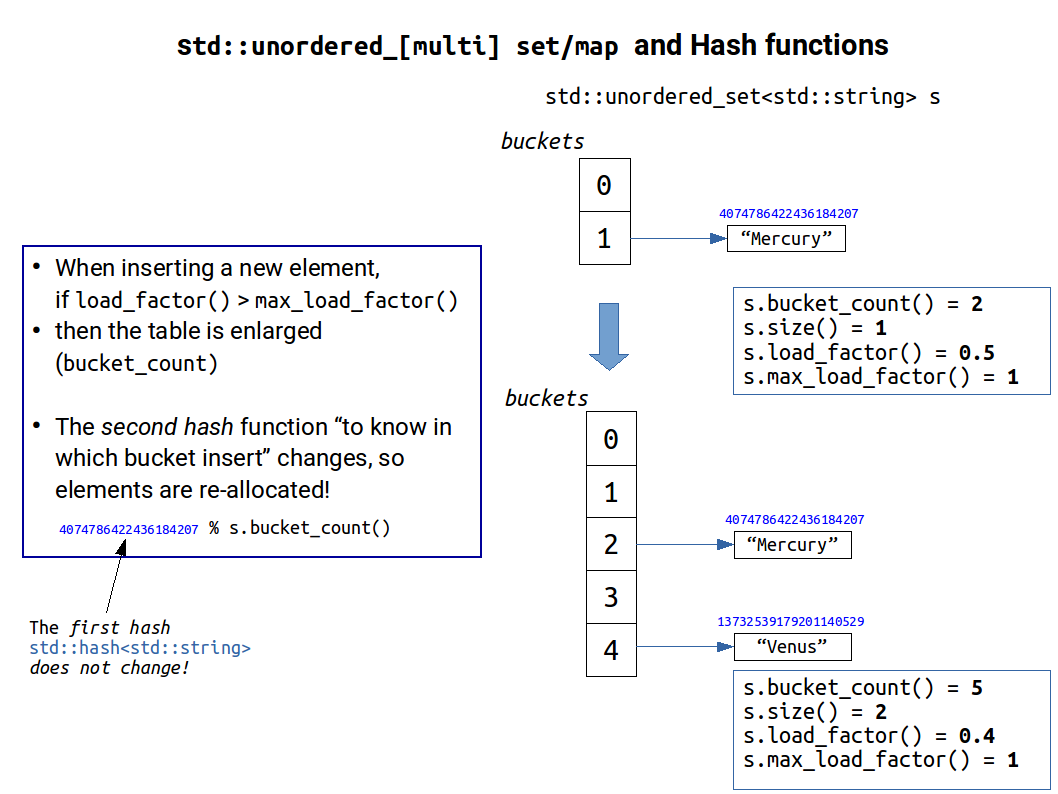 std::unordered_[multi] set/map and Hash functions
std::unordered_set<std::string> s
buckets
0
1
4074786422436184207
“Mercury”
s.bucket_count() = 2
s.size() = 1
s.load_factor() = 0.5
s.max_load_factor() = 1
• When inserting a new element,
if load_factor() > max_load_factor()
• then the table is enlarged
(bucket_count)
• The second hash function “to know in
which bucket insert” changes, so
elements are re-allocated!
4074786422436184207 % s.bucket_count()
The first hash
std::hash<std::string>
does not change!
buckets
0
1
2
3
4
4074786422436184207
“Mercury”
13732539179201140529
“Venus”
s.bucket_count() = 5
s.size() = 2
s.load_factor() = 0.4
s.max_load_factor() = 1